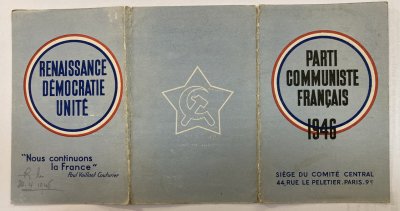 RENAISSANCE
DÉMOCRATIE
UNITÉ
"Nous continuons
la France"
Paul Vaillant Couturier
PARTI
COMMUNISTE
FRANÇAIS
1946
SIÈGE DU COMITÉ CENTRAL
44, RUE LE PELETIER. PARIS. 9e